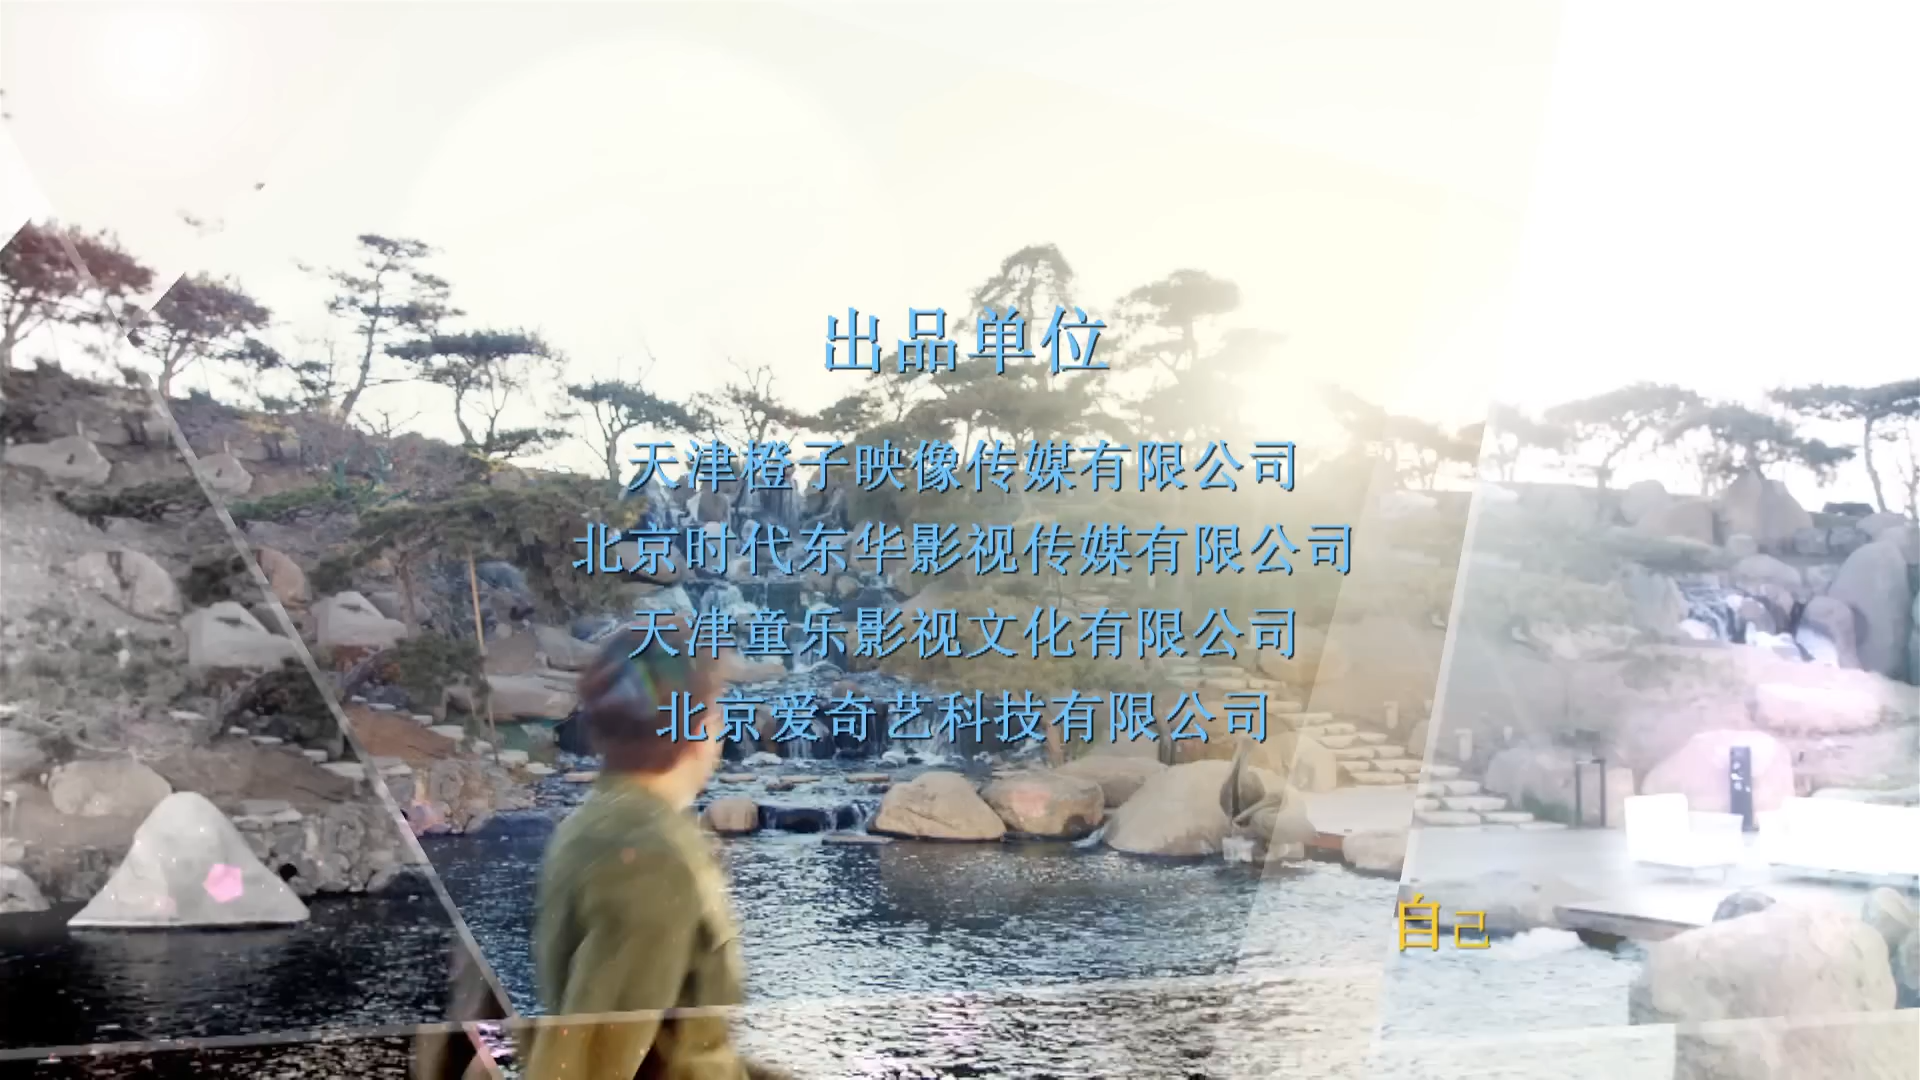 出品单位
天津橙子映像传媒有限公司
北京时代东华影视传媒有限公司
天津童乐影视文化有限公司
北京爱奇艺科技有限公司
自己